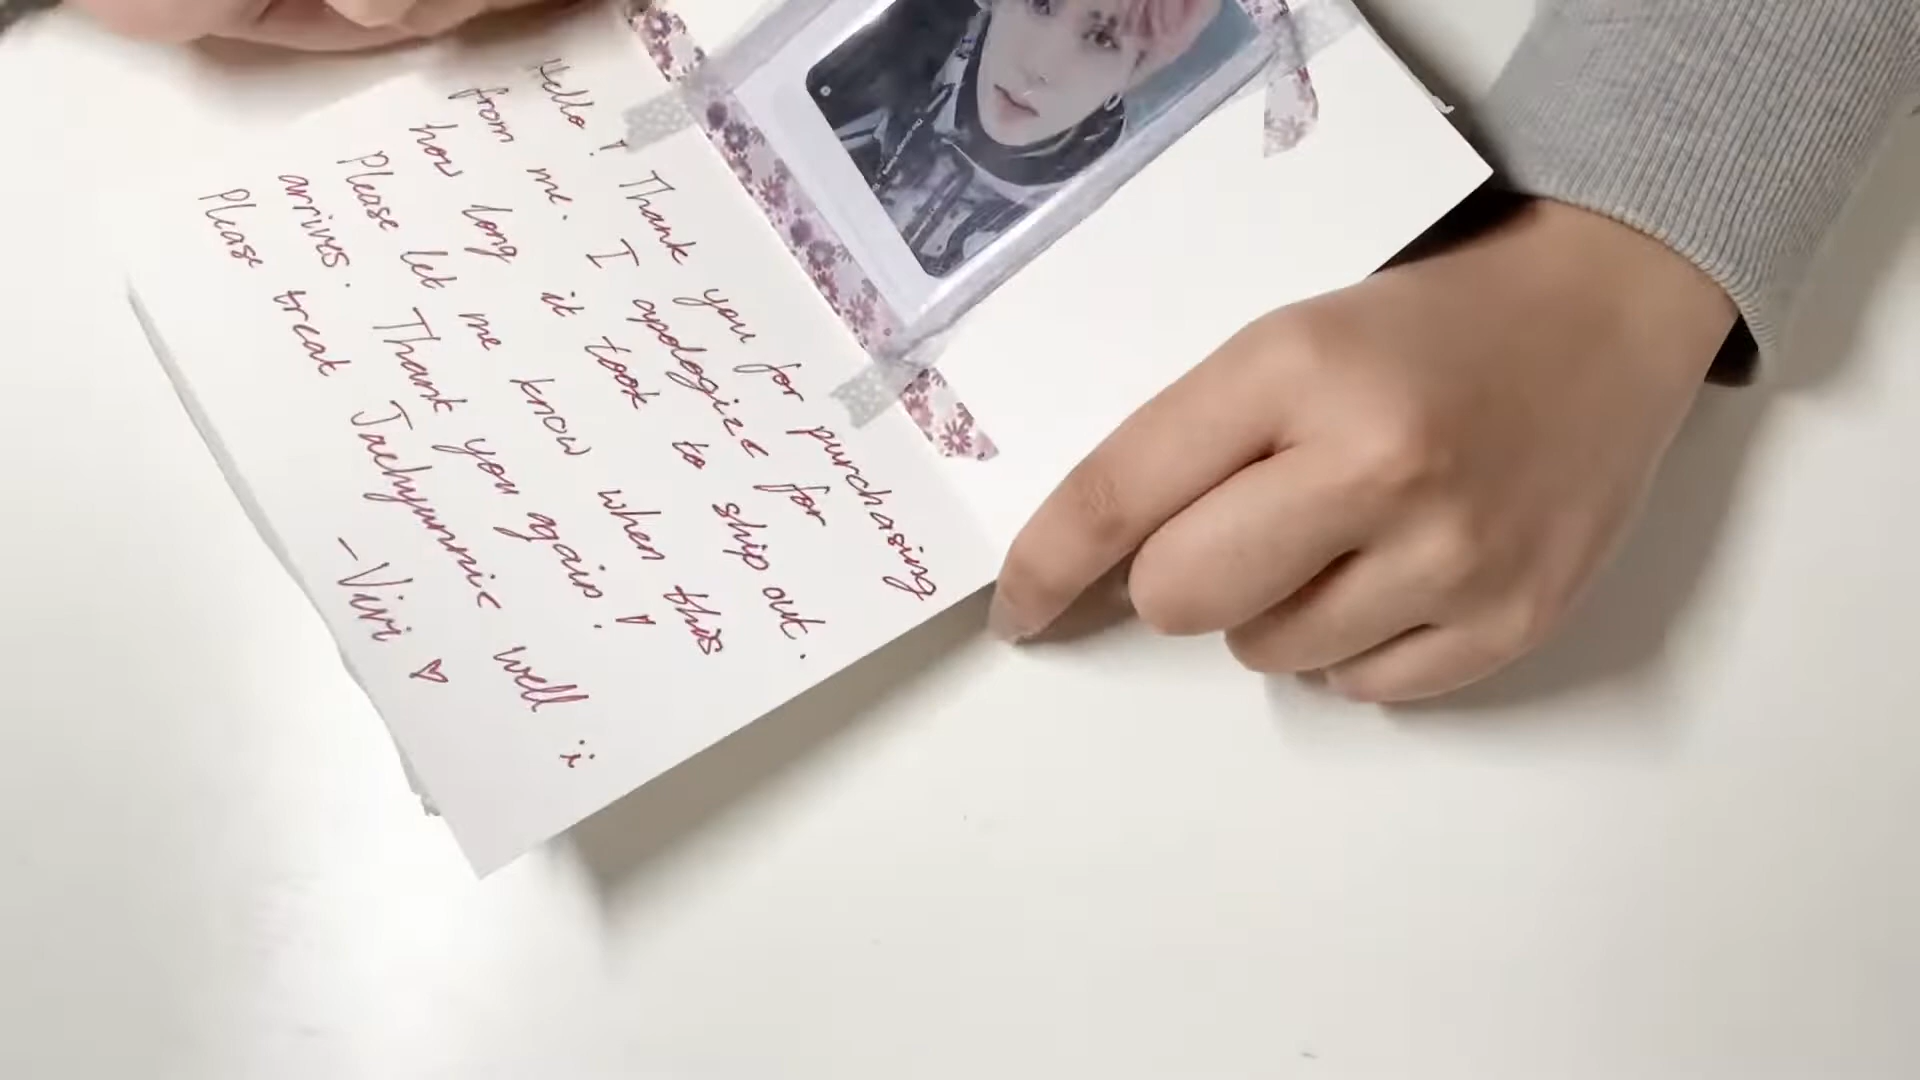 Hello! ♡ Thank you for purchasing
from me. I apologize for
how long it took to ship out.
Please let me know when this
arrives. Thank you again! ♡
Please treat Jaehyunnie well :
-Vivi ♡